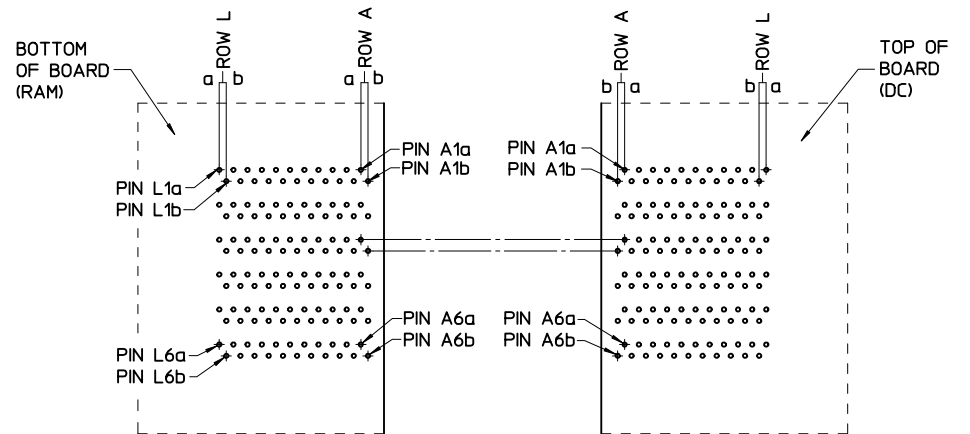 BOTTOM
OF BOARD
(RAM)
ROW L
a b
ROW A
a b
ROW A
b a
ROW L
b a
TOP OF
BOARD
(DC)
PIN L1a
PIN L1b
PIN A1a
PIN A1b
PIN A1a
PIN A1b
PIN L6a
PIN L6b
PIN A6a
PIN A6b
PIN A6a
PIN A6b